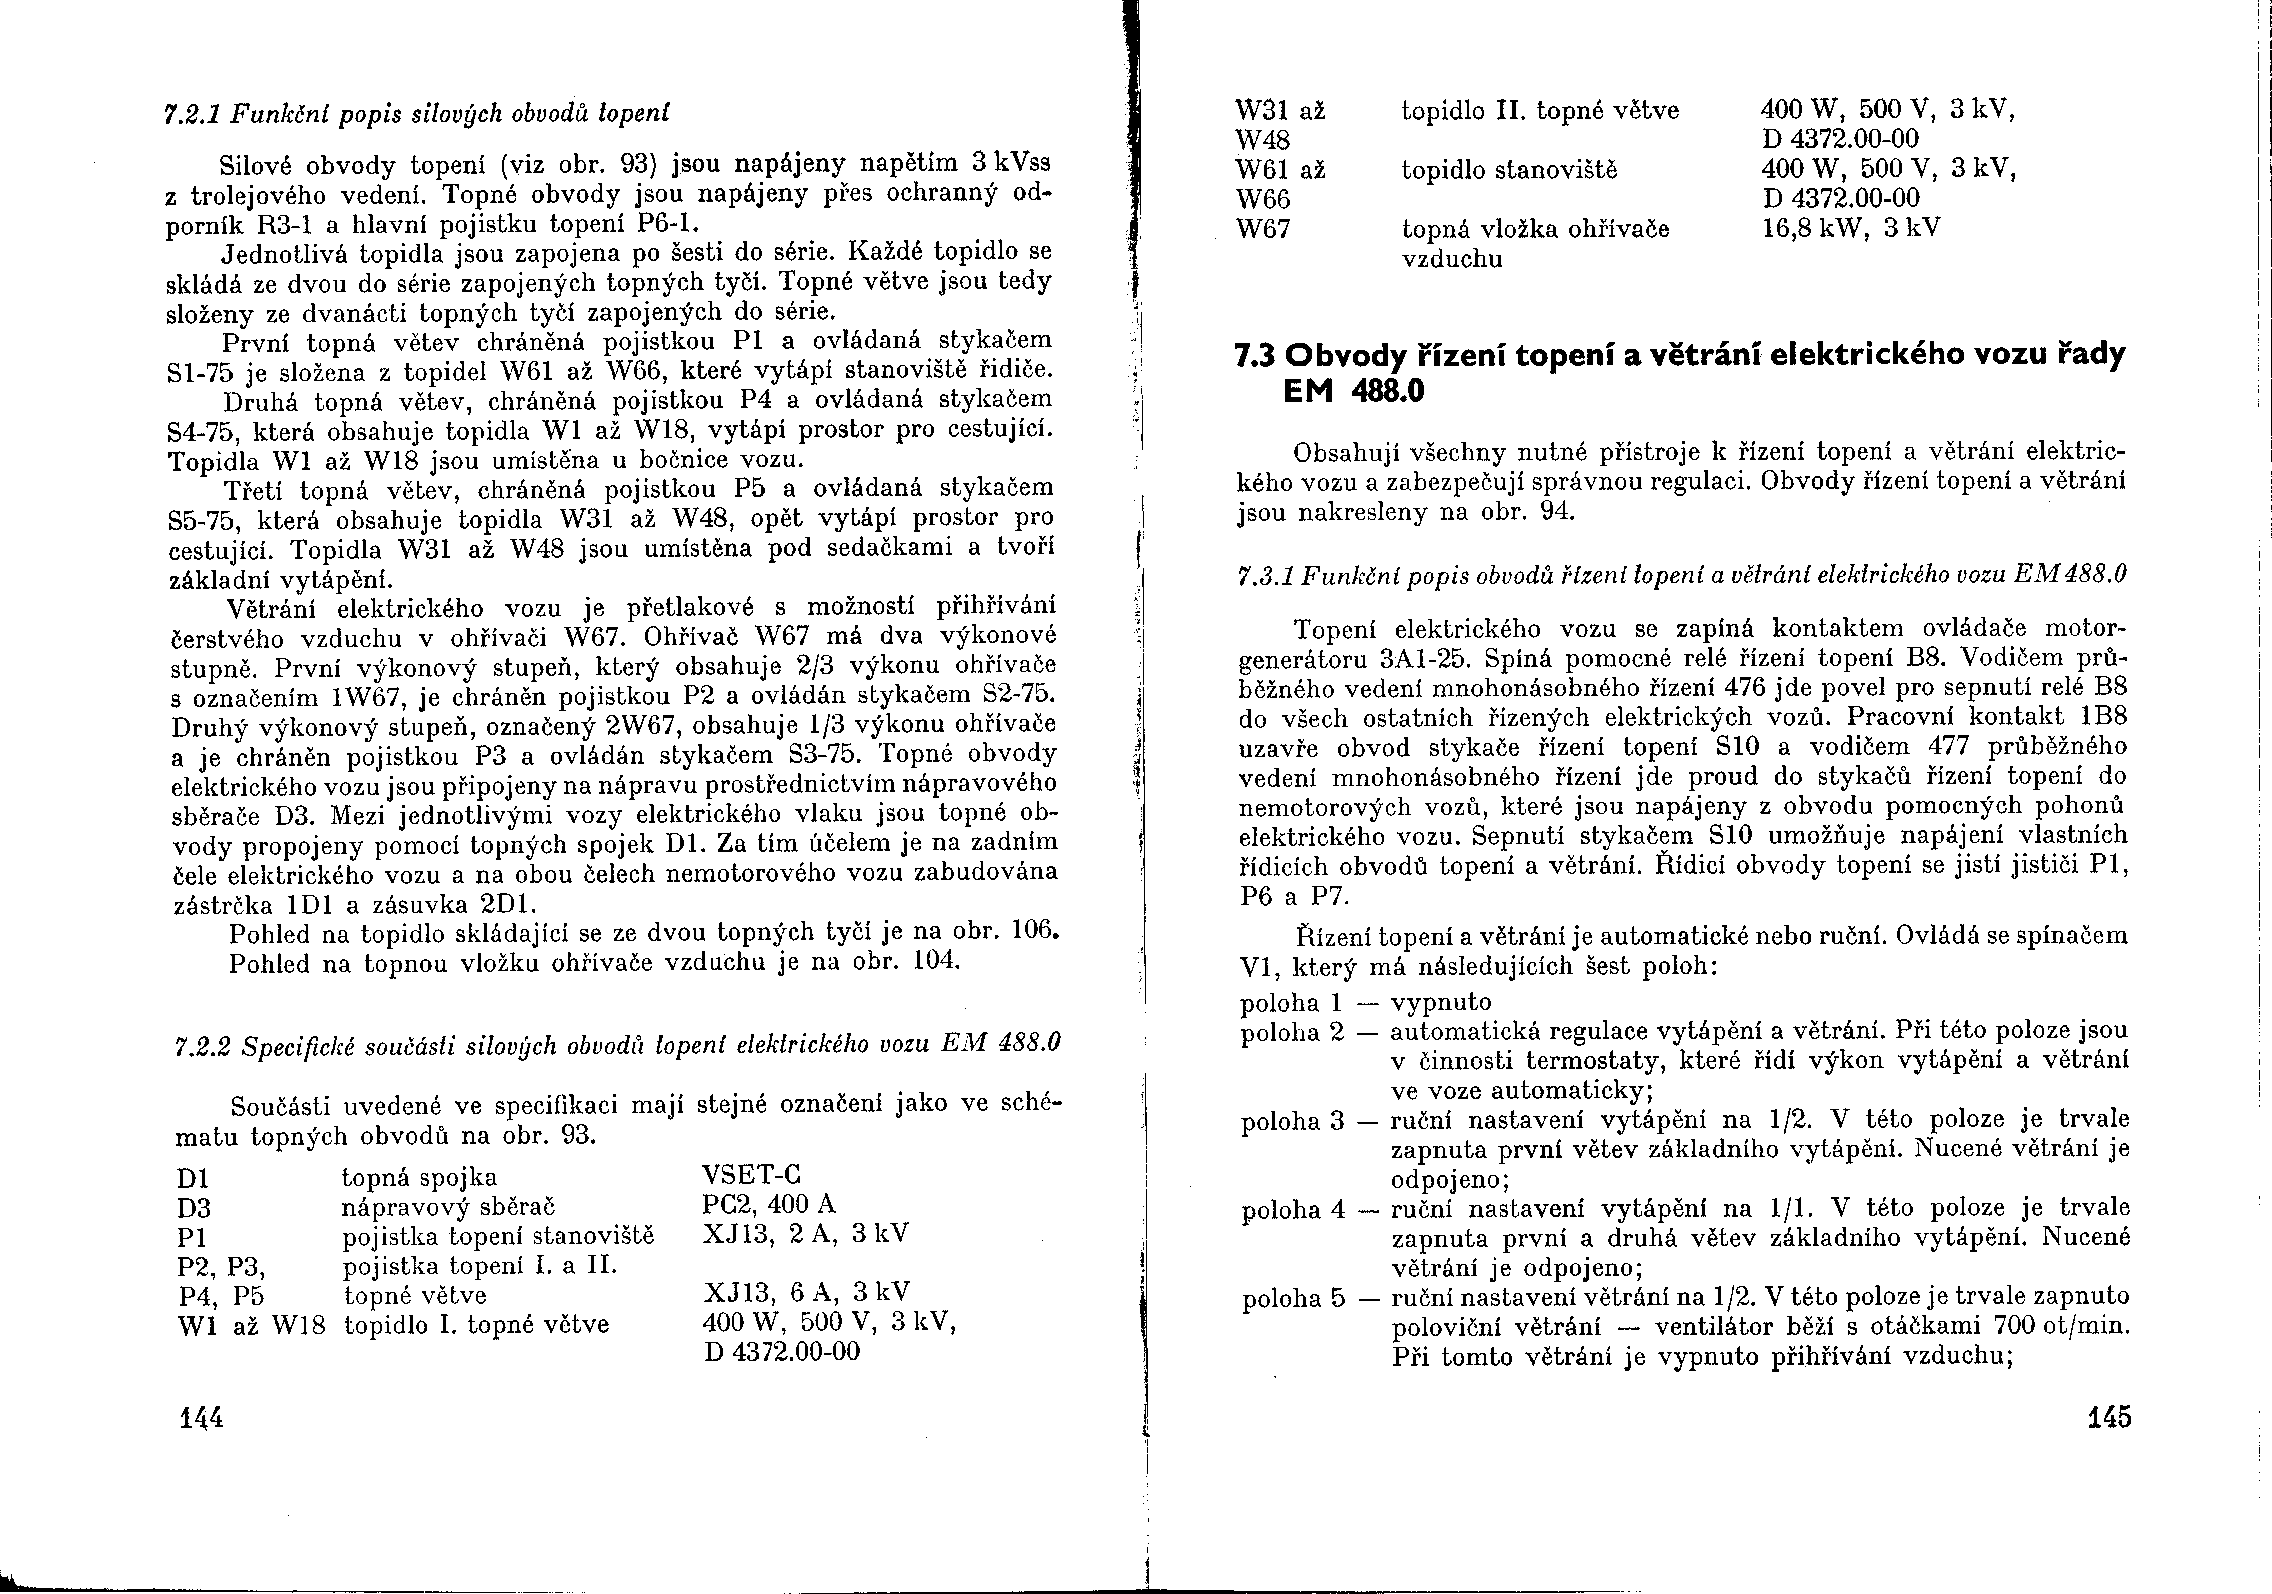 7.2.1 Funkční popis silových obvodů topení
Silové obvody topení (viz obr. 93) jsou napájeny napětím 3 kVss
z trolejového vedení. Topné obvody jsou napájeny přes ochranný od-
porník R3-1 a hlavní pojistku topení P6-1.
Jednotlivá topidla jsou zapojena po šesti do série. Každé topidlo se
skládá ze dvou do série zapojených topných tyčí. Topné větve jsou tedy
složeny ze dvanácti topných tyčí zapojených do série.
První topná větev chráněná pojistkou P1 a ovládaná stykačem
S1-75 je složena z topidel W61 až W66, které vytápí stanoviště řidiče.
Druhá topná větev, chráněná pojistkou P4 a ovládaná stykačem
S4-75, která obsahuje topidla W1 až W18, vytápí prostor pro cestující.
Topidla W1 až W18 jsou umístěna u bočnice vozu.
Třetí topná větev, chráněná pojistkou P5 a ovládaná stykačem
S5-75, která obsahuje topidla W31 až W48, opět vytápí prostor pro
cestující. Topidla W31 až W48 jsou umístěna pod sedačkami a tvoří
základní vytápění.
Větrání elektrického vozu je přetlakové s možností přihřívání
čerstvého vzduchu v ohřívači W67. Ohřívač W67 má dva výkonové
stupně. První výkonový stupeň, který obsahuje 2/3 výkonu ohřívače
s označením 1W67, je chráněn pojistkou P2 a ovládán stykačem S2-75.
Druhý výkonový stupeň, označený 2W67, obsahuje 1/3 výkonu ohřívače
a je chráněn pojistkou P3 a ovládán stykačem S3-75. Topné obvody
elektrického vozu jsou připojeny na nápravu prostřednictvím nápravového
sběrače D3. Mezi jednotlivými vozy elektrického vlaku jsou topné ob-
vody propojeny pomocí topných spojek D1. Za tím účelem je na zadním
čele elektrického vozu a na obou čelech nemotorového vozu zabudována
zástrčka 1D1 a zásuvka 2D1.
Pohled na topidlo skládající se ze dvou topných tyčí je na obr. 106.
Pohled na topnou vložku ohřívače vzduchu je na obr. 104.
7.2.2 Specifické součásti silových obvodů topení elektrického vozu EM 488.0
Součásti uvedené ve specifikaci mají stejné označení jako ve sché-
matu topných obvodů na obr. 93.
D1 topná spojka VSET-C
D3 nápravový sběrač PC2, 400 A
P1 pojistka topení stanoviště XJ13, 2 A, 3 kV
P2, P3, pojistka topení I. a II.
P4, P5 topné větve XJ13, 6 A, 3 kV
W1 až W18 topidlo I. topné větve 400 W, 500 V, 3 kV,
D 4372.00-00
144
W31 až topidlo II. topné větve 400 W, 500 V, 3 kV,
W48 D 4372.00-00
W61 až topidlo stanoviště 400 W, 500 V, 3 kV,
W66 D 4372.00-00
W67 topná vložka ohřívače 16,8 kW, 3 kV
vzduchu
7.3 Obvody řízení topení a větrání elektrického vozu řady
EM 488.0
Obsahují všechny nutné přístroje k řízení topení a větrání elektric-
kého vozu a zabezpečují správnou regulaci. Obvody řízení topení a větrání
jsou nakresleny na obr. 94.
7.3.1 Funkční popis obvodů řízení topení a větrání elektrického vozu EM 488.0
Topení elektrického vozu se zapíná kontaktem ovládače motor-
generátoru 3A1-25. Spíná pomocné relé řízení topení B8. Vodičem prů-
běžného vedení mnohonásobného řízení 476 jde povel pro sepnutí relé B8
do všech ostatních řízených elektrických vozů. Pracovní kontakt 1B8
uzavře obvod stykače řízení topení S10 a vodičem 477 průběžného
vedení mnohonásobného řízení jde proud do stykačů řízení topení do
nemotorových vozů, které jsou napájeny z obvodu pomocných pohonů
elektrického vozu. Sepnutí stykačem S10 umožňuje napájení vlastních
řídicích obvodů topení a větrání. Řídicí obvody topení se jistí jističi P1,
P6 a P7.
Řízení topení a větrání je automatické nebo ruční. Ovládá se spínačem
V1, který má následujících šest poloh:
poloha 1 — vypnuto
poloha 2 — automatická regulace vytápění a větrání. Při této poloze jsou
v činnosti termostaty, které řídí výkon vytápění a větrání
ve voze automaticky;
poloha 3 — ruční nastavení vytápění na 1/2. V této poloze je trvale
zapnuta první větev základního vytápění. Nucené větrání je
odpojeno;
poloha 4 — ruční nastavení vytápění na 1/1. V této poloze je trvale
zapnuta první a druhá větev základního vytápění. Nucené
větrání je odpojeno;
poloha 5 — ruční nastavení větrání na 1/2. V této poloze je trvale zapnuto
poloviční větrání — ventilátor běží s otáčkami 700 ot/min.
Při tomto větrání je vypnuto přihřívání vzduchu;
145